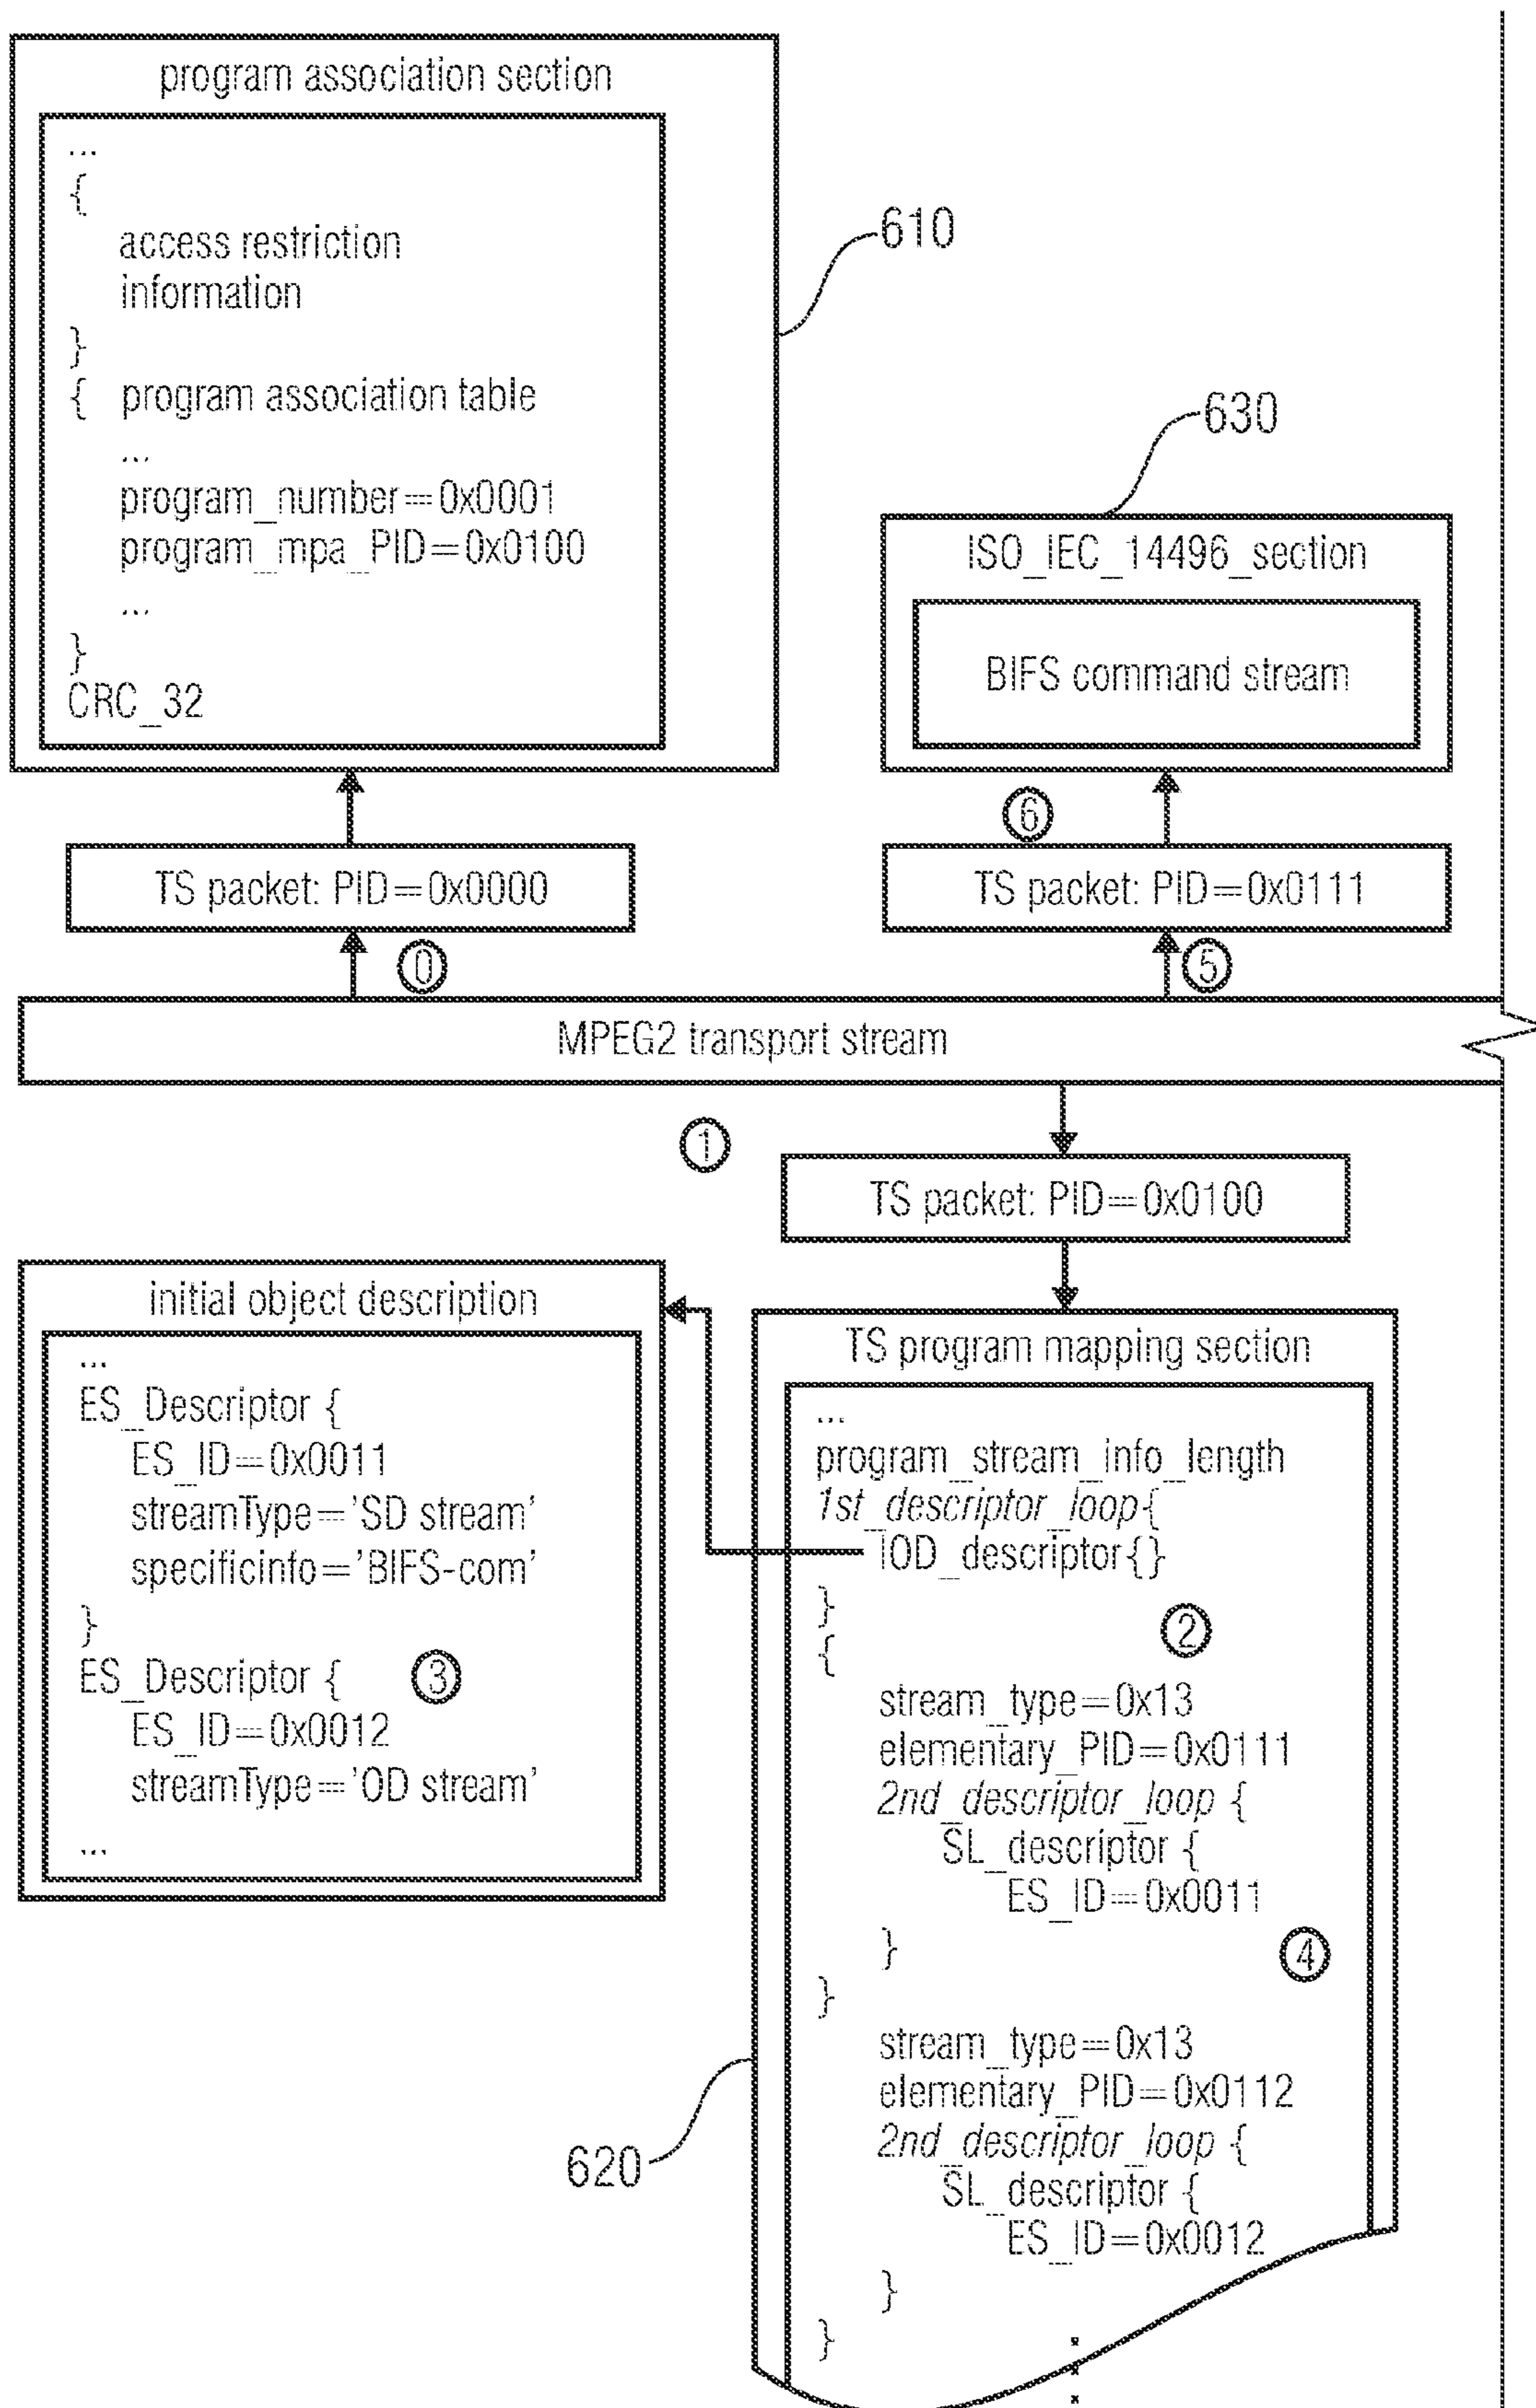 program association section
...
{
access restriction
information
}
{ program association table
...
program_number=0x0001
program_mpa_PID=0x0100
...
}
CRC_32
610
630
ISO_IEC_14496_section
BIFS command stream
6
TS packet: PID=0x0000
TS packet: PID=0x0111
0
5
MPEG2 transport stream
1
TS packet: PID=0x0100
initial object description
...
ES_Descriptor {
ES_ID=0x0011
streamType='SD stream'
specificinfo='BIFS-com'
}
ES_Descriptor {
3
ES_ID=0x0012
streamType='OD stream'
...
TS program mapping section
...
program_stream_info_length
1st_descriptor_loop{
IOD_descriptor{}
}
2
{
stream_type=0x13
elementary_PID=0x0111
2nd_descriptor_loop {
SL_descriptor {
ES_ID=0x0011
}
4
}
stream_type=0x13
elementary_PID=0x0112
2nd_descriptor_loop {
SL_descriptor {
ES_ID=0x0012
}
}
620